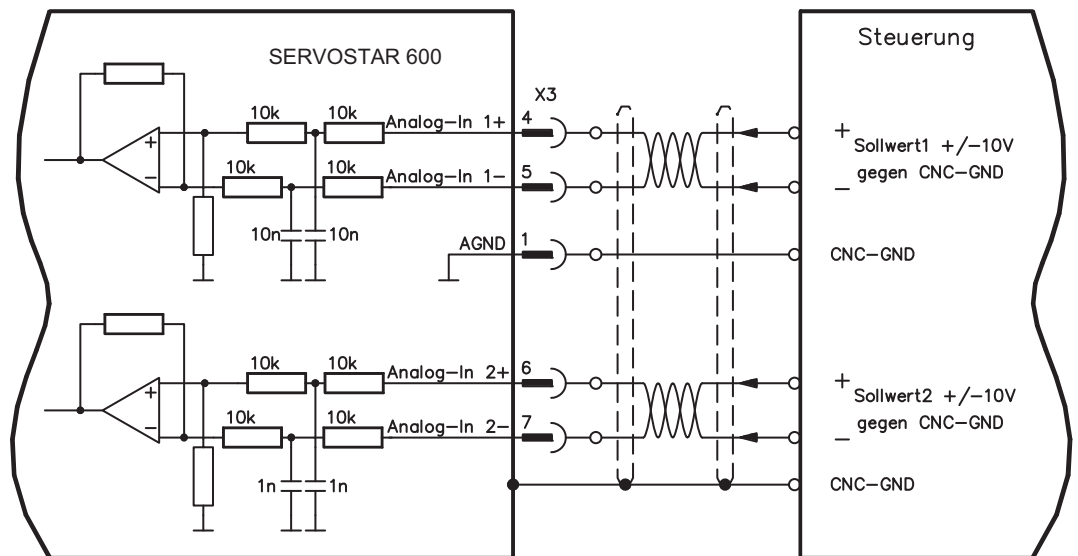 SERVOSTAR 600
Steuerung
X3
10k
10k
Analog-In 1+
4
+
+
Sollwert1 +/-10V
gegen CNC-GND
−
10k
10k
Analog-In 1-
5
−
10n
10n
AGND
1
CNC-GND
10k
10k
Analog-In 2+
6
+
+
Sollwert2 +/-10V
gegen CNC-GND
−
10k
10k
Analog-In 2-
7
−
1n
1n
CNC-GND